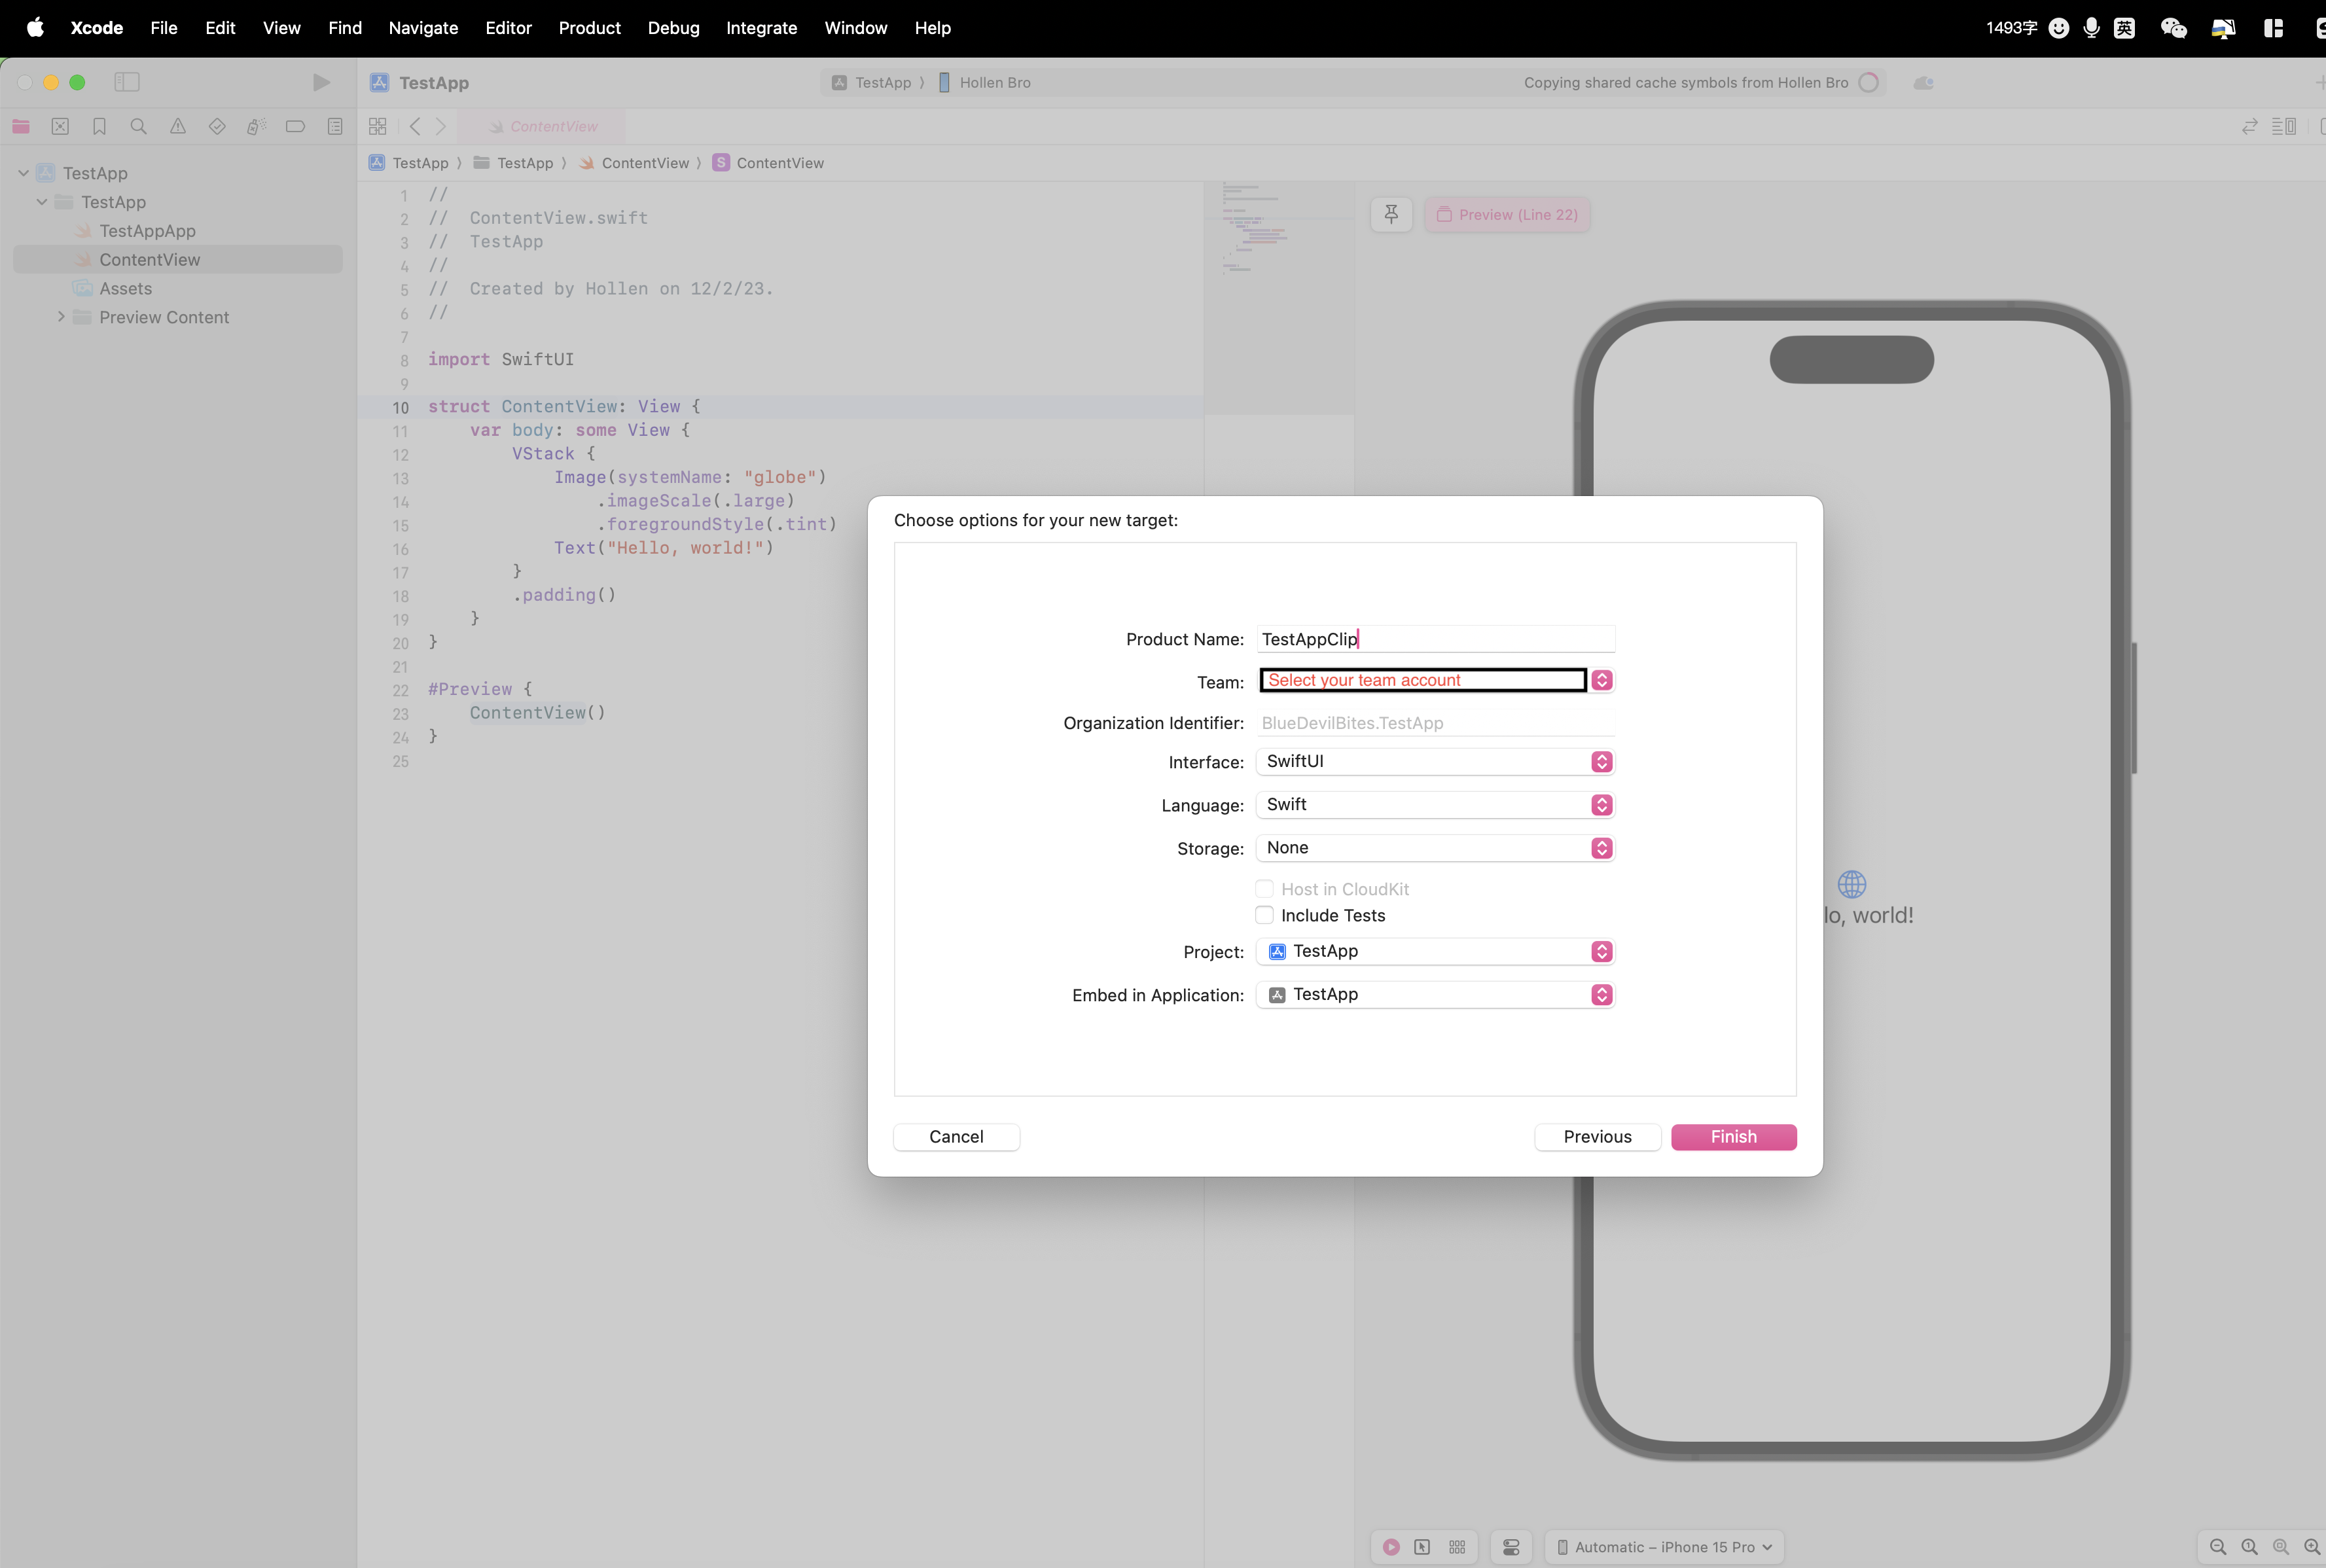 Xcode File Edit View Find Navigate Editor Product Debug Integrate Window Help 1493字 英
TestApp TestApp 〉 Hollen Bro Copying shared cache symbols from Hollen Bro
ContentView
TestApp 〉 TestApp 〉 ContentView 〉 S ContentView
TestApp
TestApp
TestAppApp
ContentView
Assets
Preview Content
1 //
2 //  ContentView.swift
3 //  TestApp
4 //
5 //  Created by Hollen on 12/2/23.
6 //
7
8 import SwiftUI
9
10 struct ContentView: View {
11     var body: some View {
12         VStack {
13             Image(systemName: "globe")
14                 .imageScale(.large)
15                 .foregroundStyle(.tint)
16             Text("Hello, world!")
17         }
18         .padding()
19     }
20 }
21
22 #Preview {
23     ContentView()
24 }
25
Preview (Line 22)
lo, world!
Choose options for your new target:
Product Name: TestAppClip
Team: Select your team account
Organization Identifier: BlueDevilBites.TestApp
Interface: SwiftUI
Language: Swift
Storage: None
Host in CloudKit
Include Tests
Project: TestApp
Embed in Application: TestApp
Cancel Previous Finish
Automatic – iPhone 15 Pro